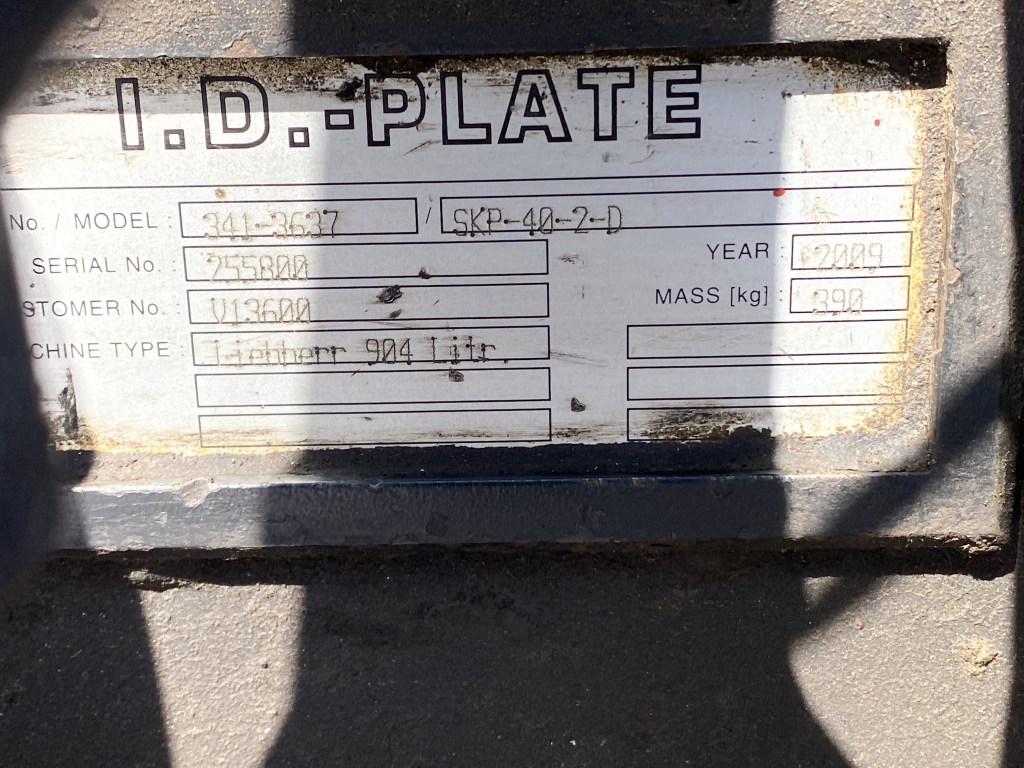 I.D.-PLATE
No. / MODEL : 341-3637 / SKP-40-2-D
SERIAL No. : 255800 YEAR : 2009
STOMER No. : V13600 MASS [kg] : 390
CHINE TYPE : Liebherr 904 Litr.